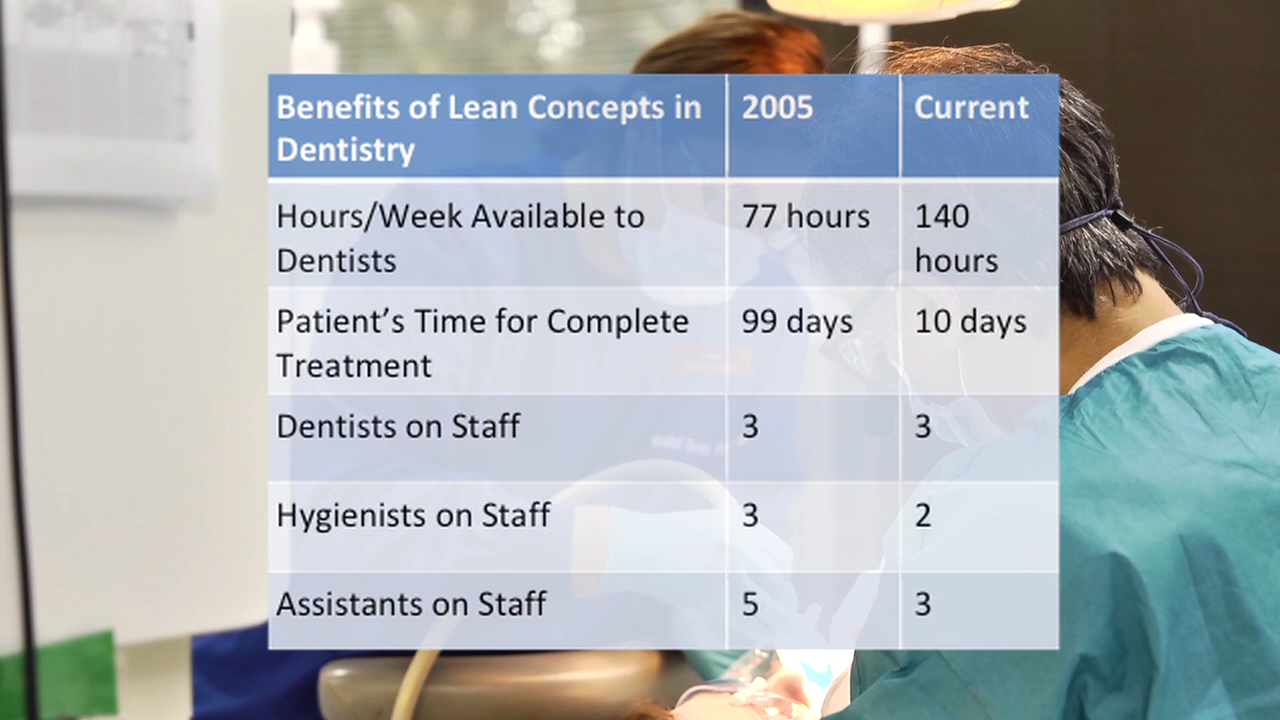 Benefits of Lean Concepts in Dentistry 2005 Current
Hours/Week Available to Dentists 77 hours 140 hours
Patient's Time for Complete Treatment 99 days 10 days
Dentists on Staff 3 3
Hygienists on Staff 3 2
Assistants on Staff 5 3